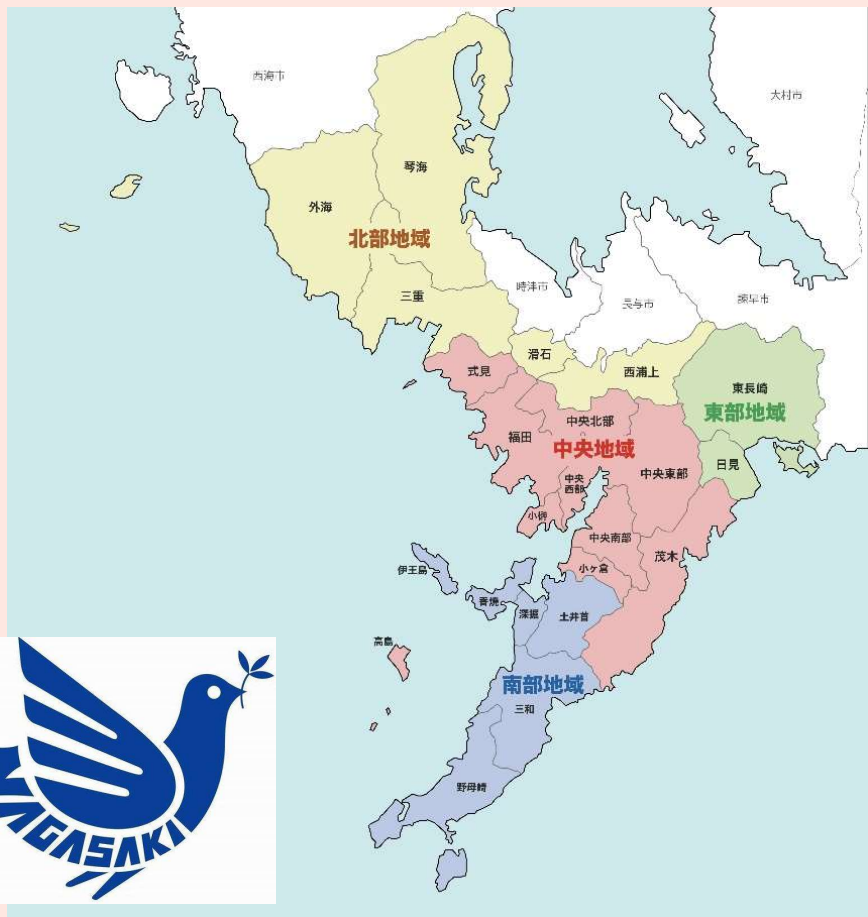 西海市
大村市
琴海
外海
北部地域
時津市
三重
長与市
諫早市
滑石
西浦上
式見
東長崎
東部地域
福田
中央北部
中央地域
日見
中央東部
中央
西部
小榊
中央南部
茂木
小ヶ倉
伊王島
香焼
深堀
土井首
高島
南部地域
三和
野母崎
NAGASAKI